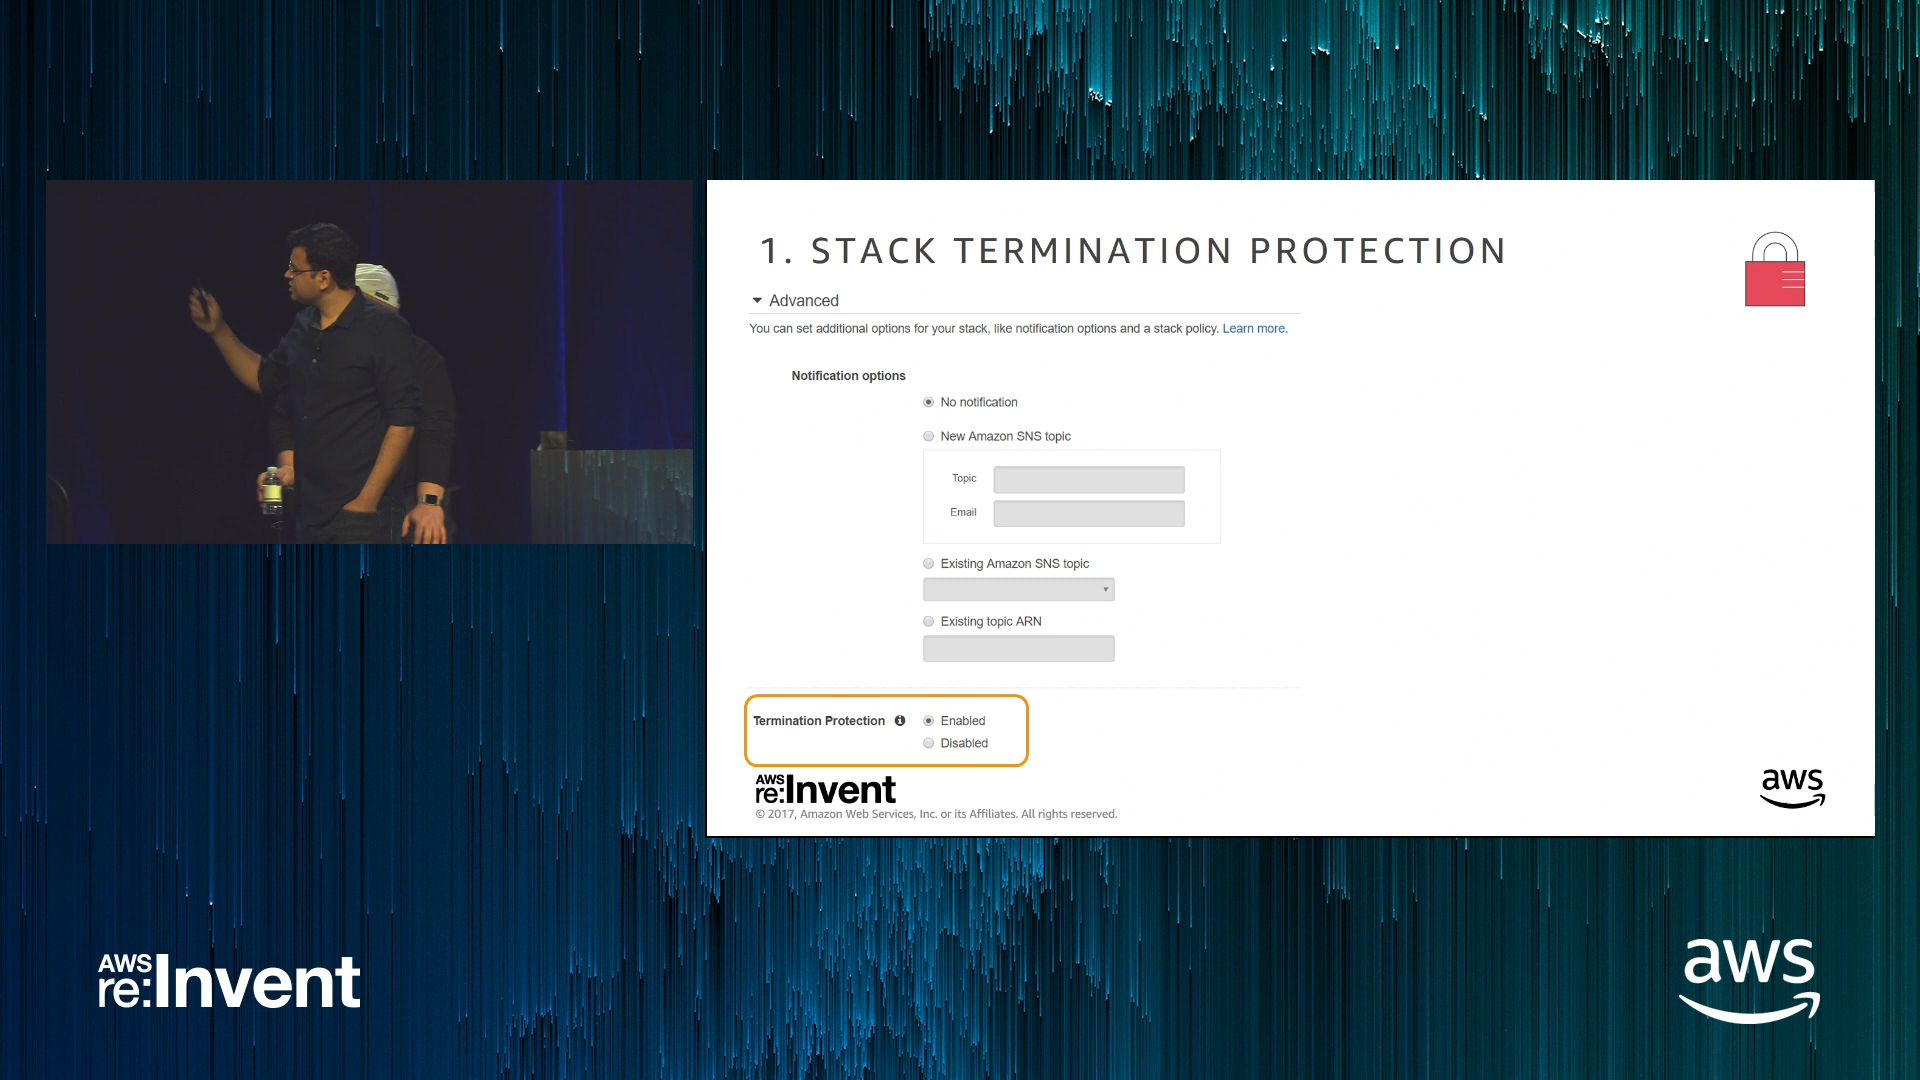 1. STACK TERMINATION PROTECTION
Advanced
You can set additional options for your stack, like notification options and a stack policy. Learn more.
Notification options
No notification
New Amazon SNS topic
Topic
Email
Existing Amazon SNS topic
Existing topic ARN
Termination Protection
Enabled
Disabled
AWS
re:Invent
© 2017, Amazon Web Services, Inc. or its Affiliates. All rights reserved.
aws
AWS
re:Invent
aws